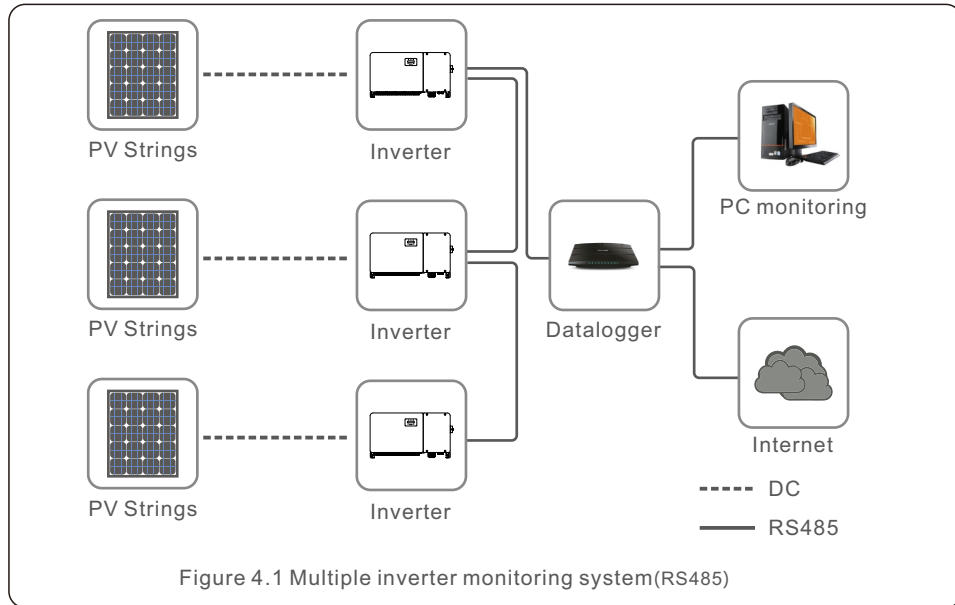 PV Strings
Inverter
PC monitoring
PV Strings
Inverter
Datalogger
Internet
PV Strings
Inverter
DC
RS485
Figure 4.1 Multiple inverter monitoring system(RS485)